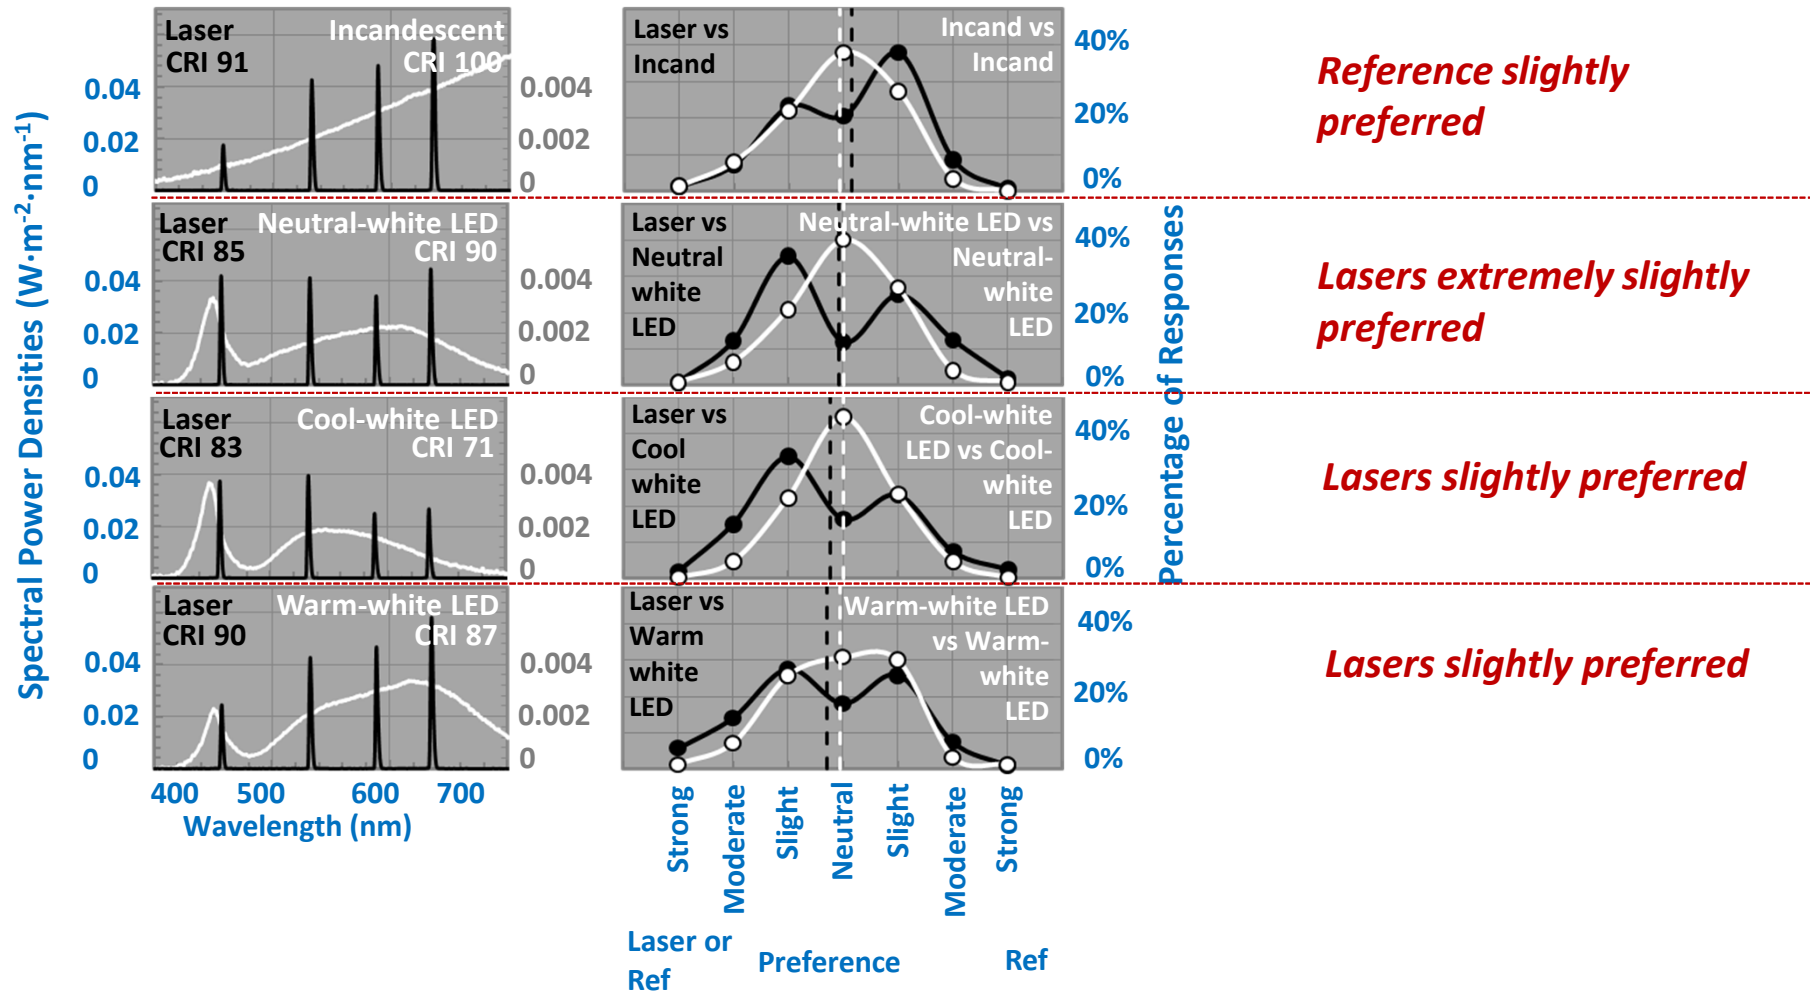 Spectral Power Densities (W·m⁻²·nm⁻¹)
Laser
CRI 91
Incandescent
CRI 100
0.04
0.02
0
0.004
0.002
0
Laser vs
Incand
Incand vs
Incand
40%
20%
0%
Reference slightly
preferred
Laser
CRI 85
Neutral-white LED
CRI 90
0.04
0.02
0
0.004
0.002
0
Laser vs
Neutral
white
LED
Neutral-white LED vs
Neutral-
white
LED
40%
20%
0%
Percentage of Responses
Lasers extremely slightly
preferred
Laser
CRI 83
Cool-white LED
CRI 71
0.04
0.02
0
0.004
0.002
0
Laser vs
Cool
white
LED
Cool-white
LED vs Cool-
white
LED
40%
20%
0%
Lasers slightly preferred
Laser
CRI 90
Warm-white LED
CRI 87
0.04
0.02
0
0.004
0.002
0
Laser vs
Warm
white
LED
Warm-white LED
vs Warm-
white
LED
40%
20%
0%
Lasers slightly preferred
400 500 600 700
Wavelength (nm)
Strong
Moderate
Slight
Neutral
Slight
Moderate
Strong
Laser or
Ref
Preference
Ref